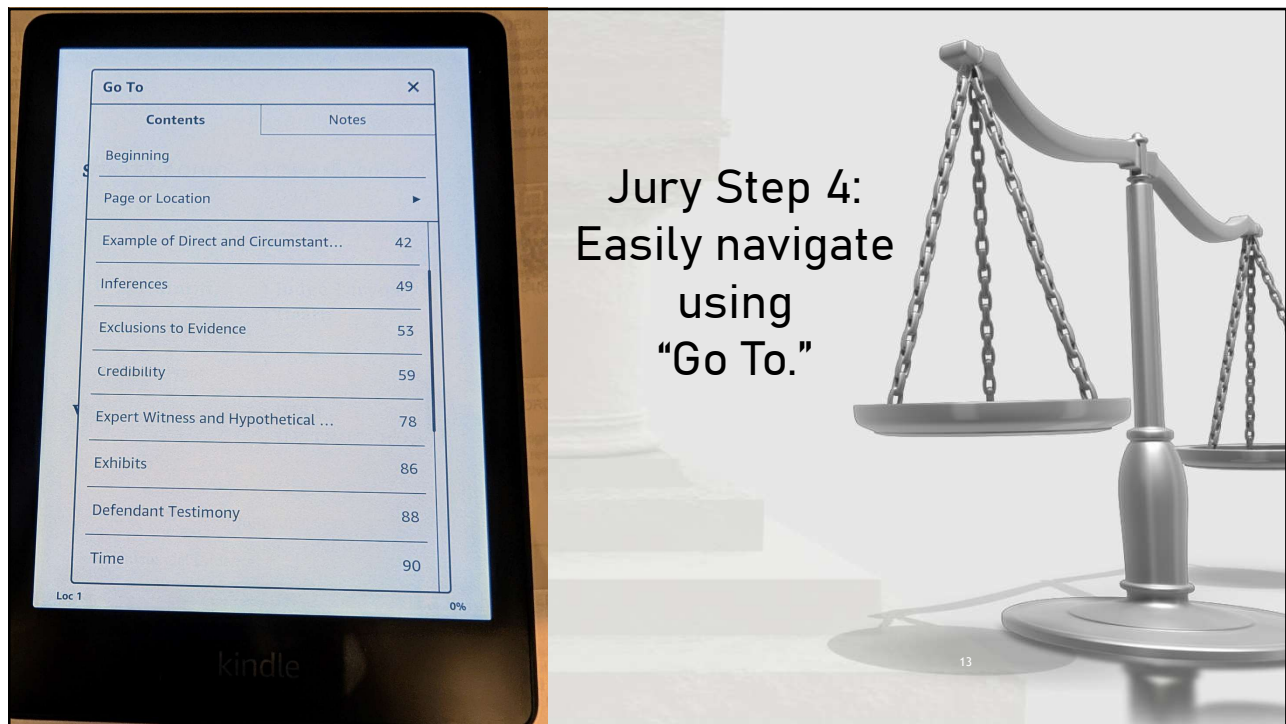 Go To ×
Contents Notes
Beginning
Page or Location ▸
Example of Direct and Circumstant... 42
Inferences 49
Exclusions to Evidence 53
Credibility 59
Expert Witness and Hypothetical ... 78
Exhibits 86
Defendant Testimony 88
Time 90
Loc 1 0%
kindle
Jury Step 4:
Easily navigate
using
“Go To.”
13